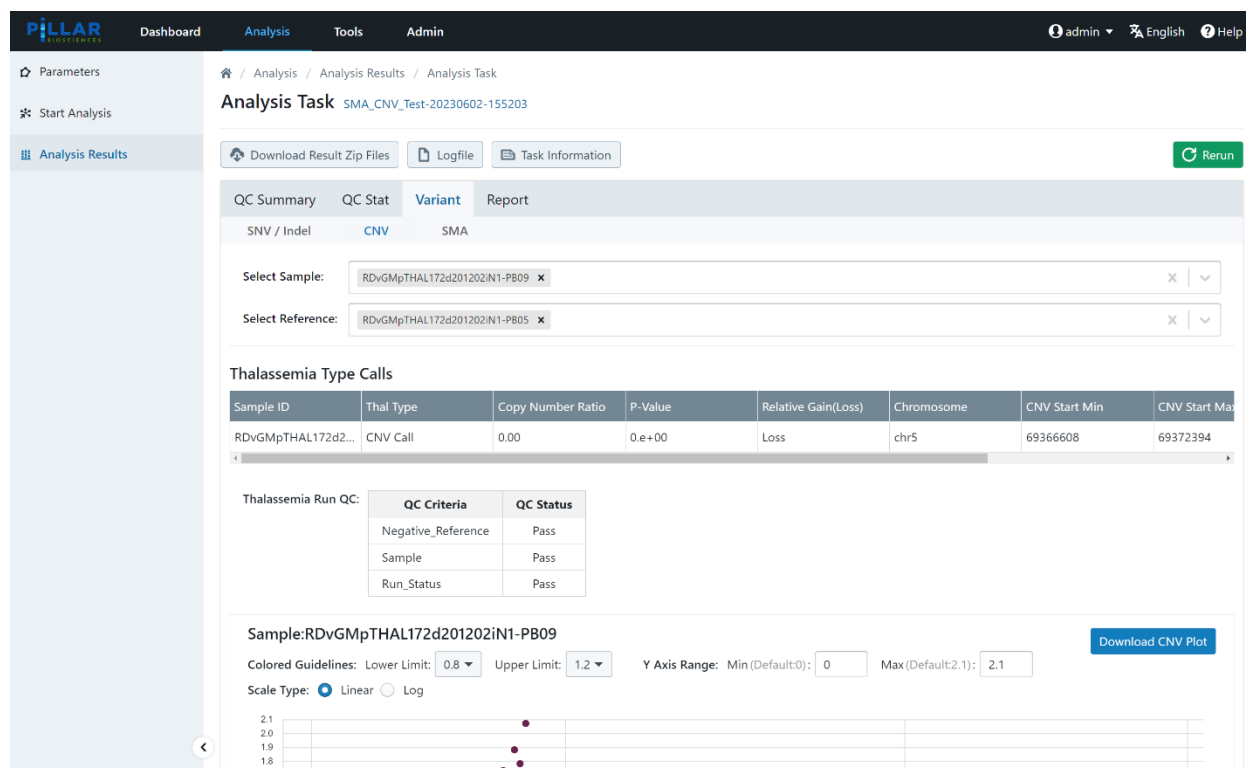 PiLLAR
BIOSCIENCES
Dashboard Analysis Tools Admin admin English Help
Parameters
Start Analysis
Analysis Results
/ Analysis / Analysis Results / Analysis Task
Analysis Task SMA_CNV_Test-20230602-155203
Download Result Zip Files Logfile Task Information Rerun
QC Summary QC Stat Variant Report
SNV / Indel CNV SMA
Select Sample: RDvGMpTHAL172d201202iN1-PB09 ×
Select Reference: RDvGMpTHAL172d201202iN1-PB05 ×
Thalassemia Type Calls
Sample ID Thal Type Copy Number Ratio P-Value Relative Gain(Loss) Chromosome CNV Start Min CNV Start Max
RDvGMpTHAL172d2... CNV Call 0.00 0.e+00 Loss chr5 69366608 69372394
Thalassemia Run QC: QC Criteria QC Status
Negative_Reference Pass
Sample Pass
Run_Status Pass
Sample:RDvGMpTHAL172d201202iN1-PB09
Download CNV Plot
Colored Guidelines: Lower Limit: 0.8 Upper Limit: 1.2 Y Axis Range: Min(Default:0): 0 Max(Default:2.1): 2.1
Scale Type: Linear Log
2.1
2.0
1.9
1.8